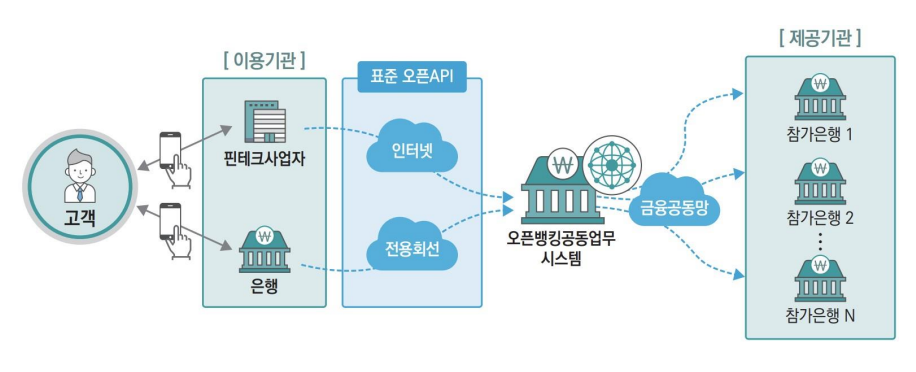 [ 이용기관 ]
[ 제공기관 ]
표준 오픈API
₩
참가은행 1
핀테크사업자
인터넷
고객
₩
오픈뱅킹공동업무
시스템
금융공동망
₩
참가은행 2
₩
은행
전용회선
₩
참가은행 N